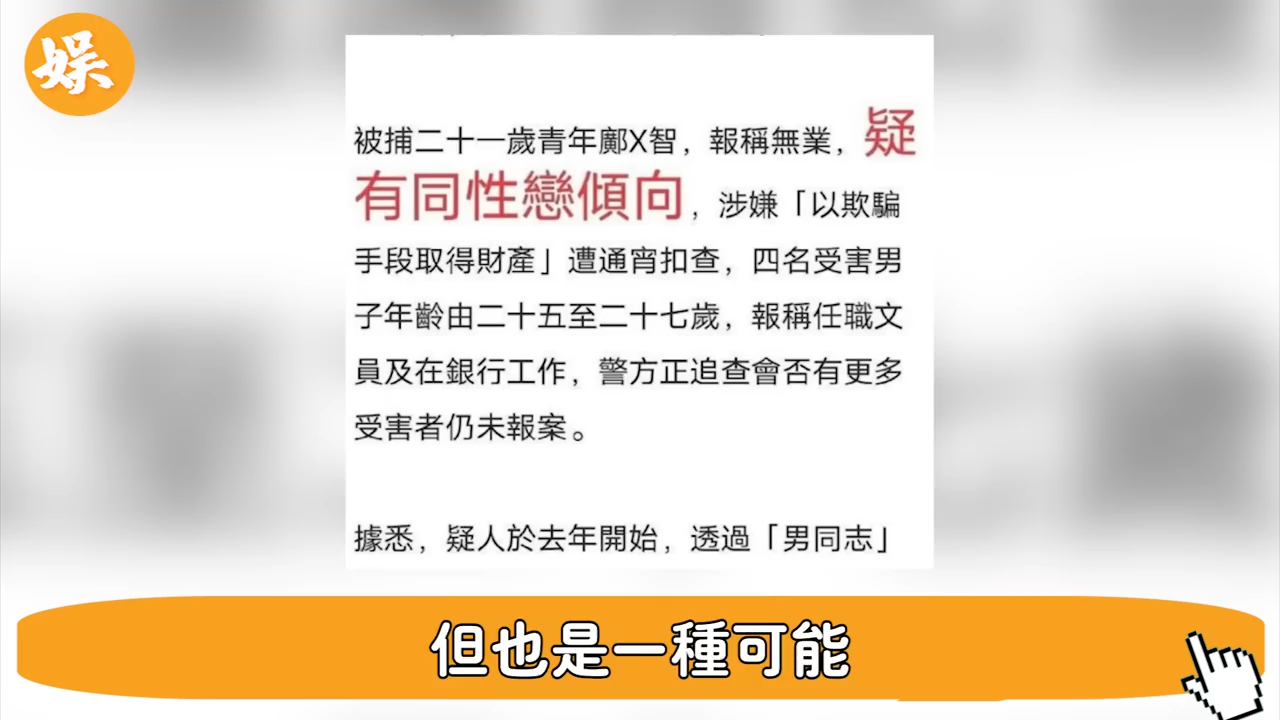 娱
被捕二十一歲青年鄺X智，報稱無業，疑
有同性戀傾向，涉嫌「以欺騙
手段取得財產」遭通宵扣查，四名受害男
子年齡由二十五至二十七歲，報稱任職文
員及在銀行工作，警方正追查會否有更多
受害者仍未報案。
據悉，疑人於去年開始，透過「男同志」
但也是一種可能